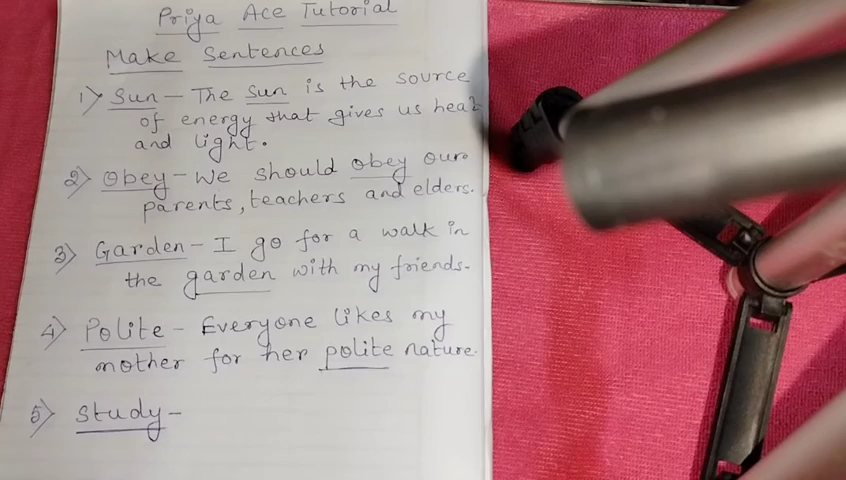 Priya Ace Tutorial
Make Sentences
1) Sun - The sun is the source
of energy that gives us heat
and light.
2) Obey - We should obey our
parents, teachers and elders.
3) Garden - I go for a walk in
the garden with my friends.
4) Polite - Everyone likes my
mother for her polite nature.
5) Study -